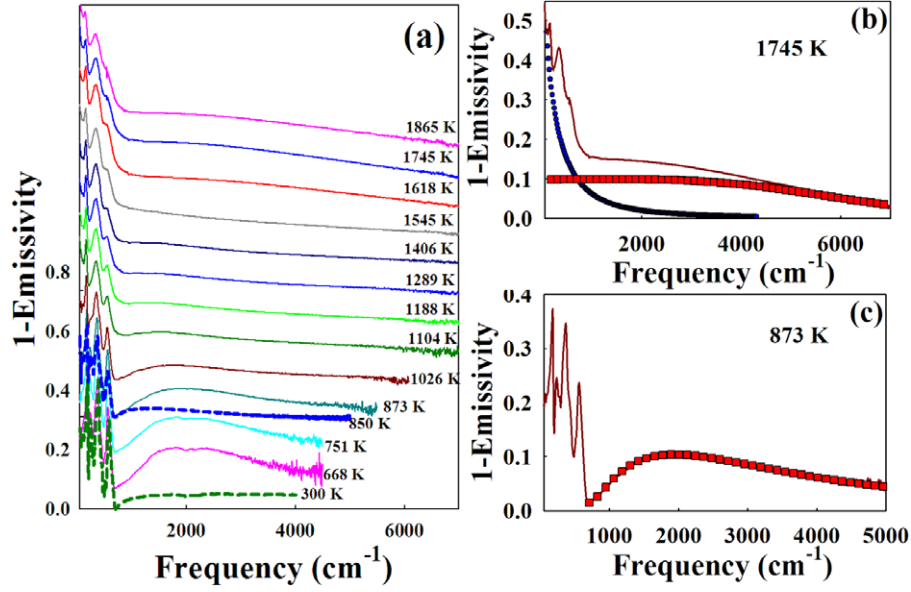 (a)
1-Emissivity
0.8
0.6
0.4
0.2
0.0
1865 K
1745 K
1618 K
1545 K
1406 K
1289 K
1188 K
1104 K
1026 K
873 K
850 K
751 K
668 K
300 K
2000 4000 6000
Frequency (cm⁻¹)
(b)
1745 K
1-Emissivity
0.5
0.4
0.3
0.2
0.1
0.0
2000 4000 6000
Frequency (cm⁻¹)
(c)
873 K
1-Emissivity
0.4
0.3
0.2
0.1
0.0
1000 2000 3000 4000 5000
Frequency (cm⁻¹)